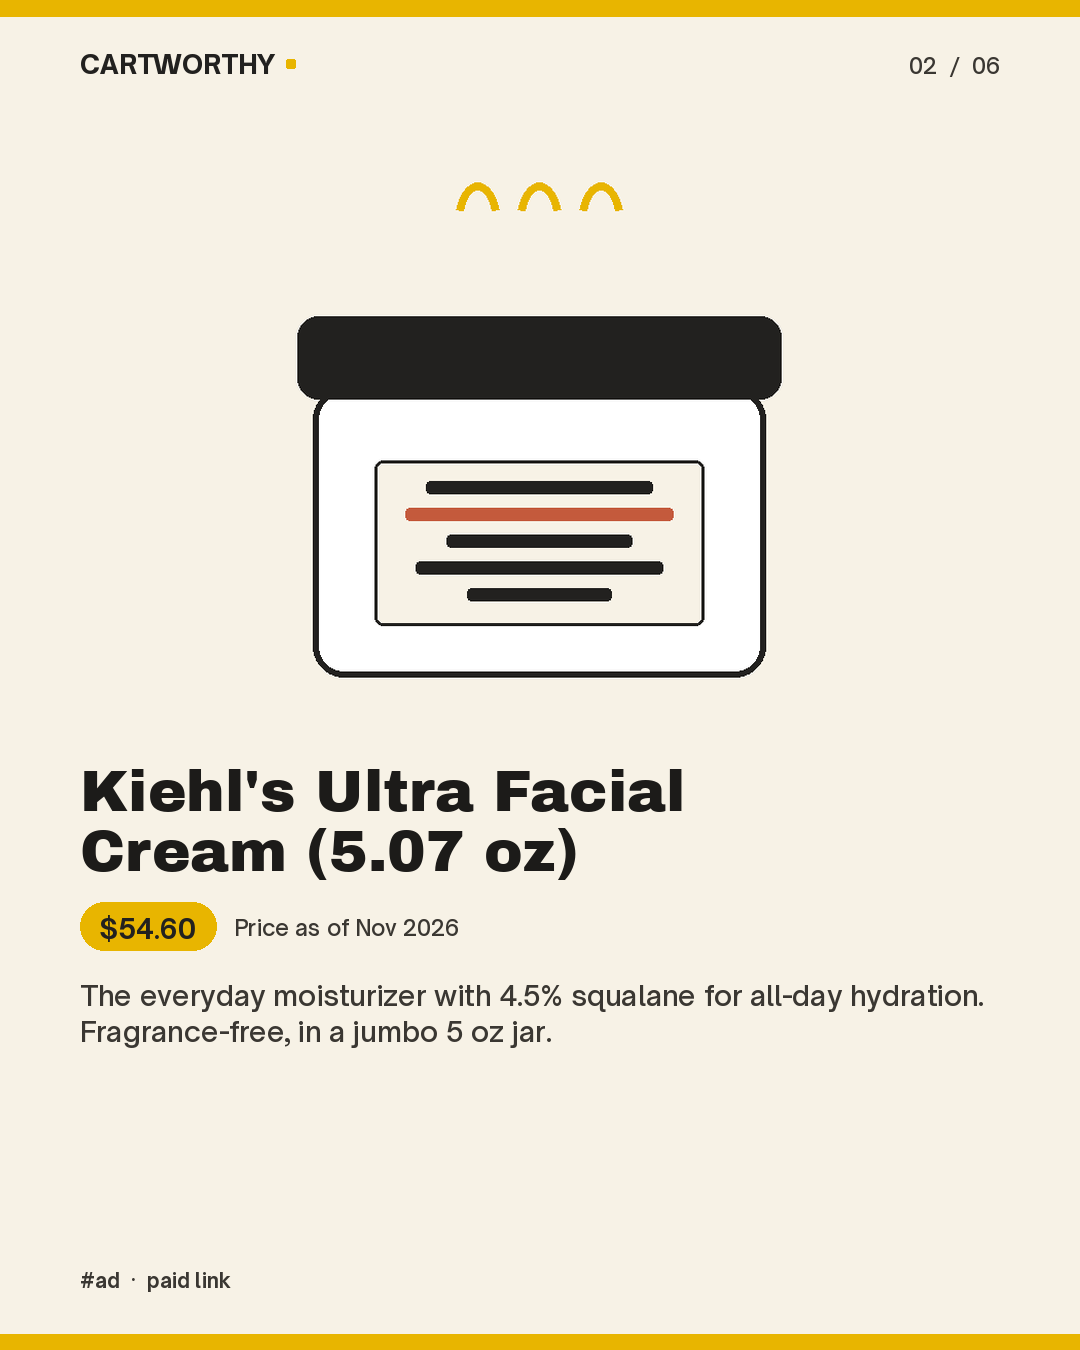 CARTWORTHY
02 / 06
Kiehl's Ultra Facial
Cream (5.07 oz)
$54.60 Price as of Nov 2026
The everyday moisturizer with 4.5% squalane for all-day hydration.
Fragrance-free, in a jumbo 5 oz jar.
#ad · paid link